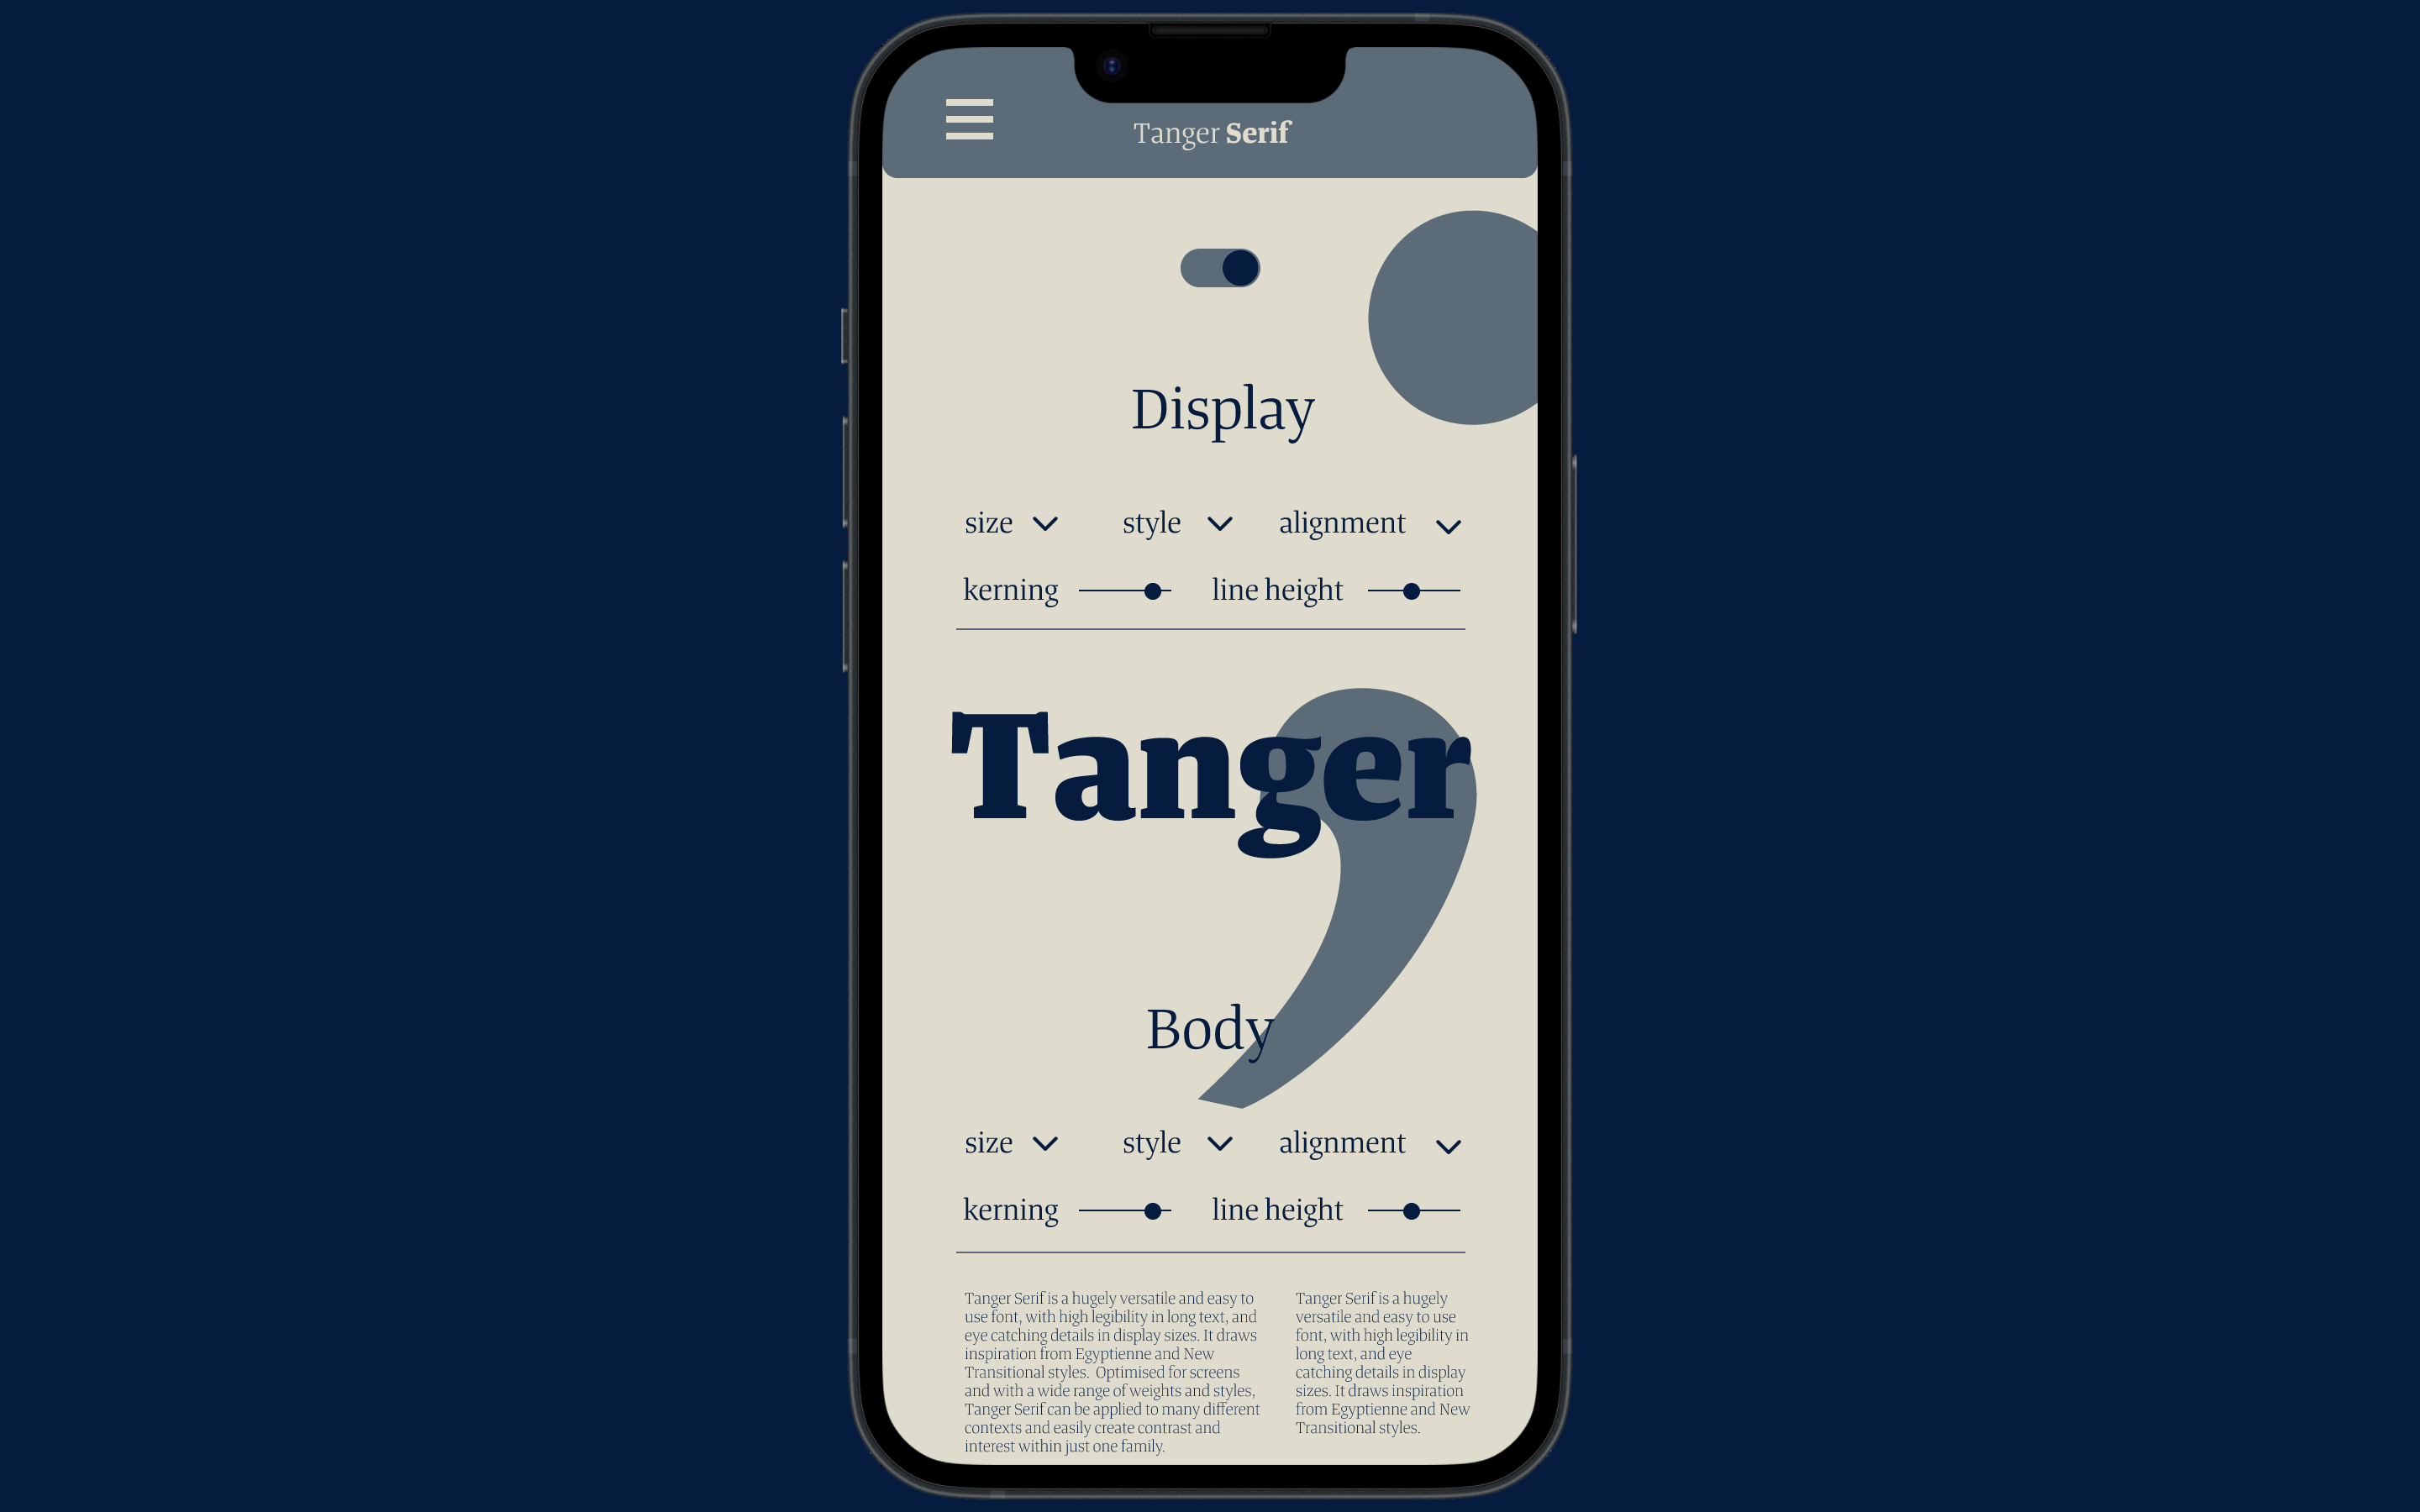 Tanger Serif
Display
size style alignment
kerning line height
Tanger
Body
size style alignment
kerning line height
Tanger Serif is a hugely versatile and easy to
use font, with high legibility in long text, and
eye catching details in display sizes. It draws
inspiration from Egyptienne and New
Transitional styles.  Optimised for screens
and with a wide range of weights and styles,
Tanger Serif can be applied to many different
contexts and easily create contrast and
interest within just one family.
Tanger Serif is a hugely
versatile and easy to use
font, with high legibility in
long text, and eye
catching details in display
sizes. It draws inspiration
from Egyptienne and New
Transitional styles.